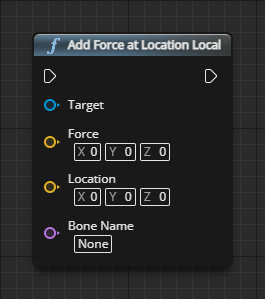 f Add Force at Location Local
Target
Force
X 0 Y 0 Z 0
Location
X 0 Y 0 Z 0
Bone Name
None